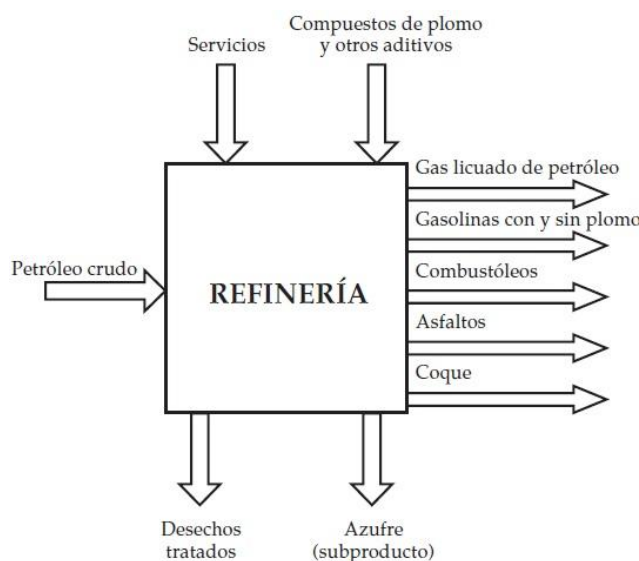 Servicios
Compuestos de plomo
y otros aditivos
Gas licuado de petróleo
Gasolinas con y sin plomo
Petróleo crudo
Combustóleos
REFINERÍA
Asfaltos
Coque
Desechos
tratados
Azufre
(subproducto)